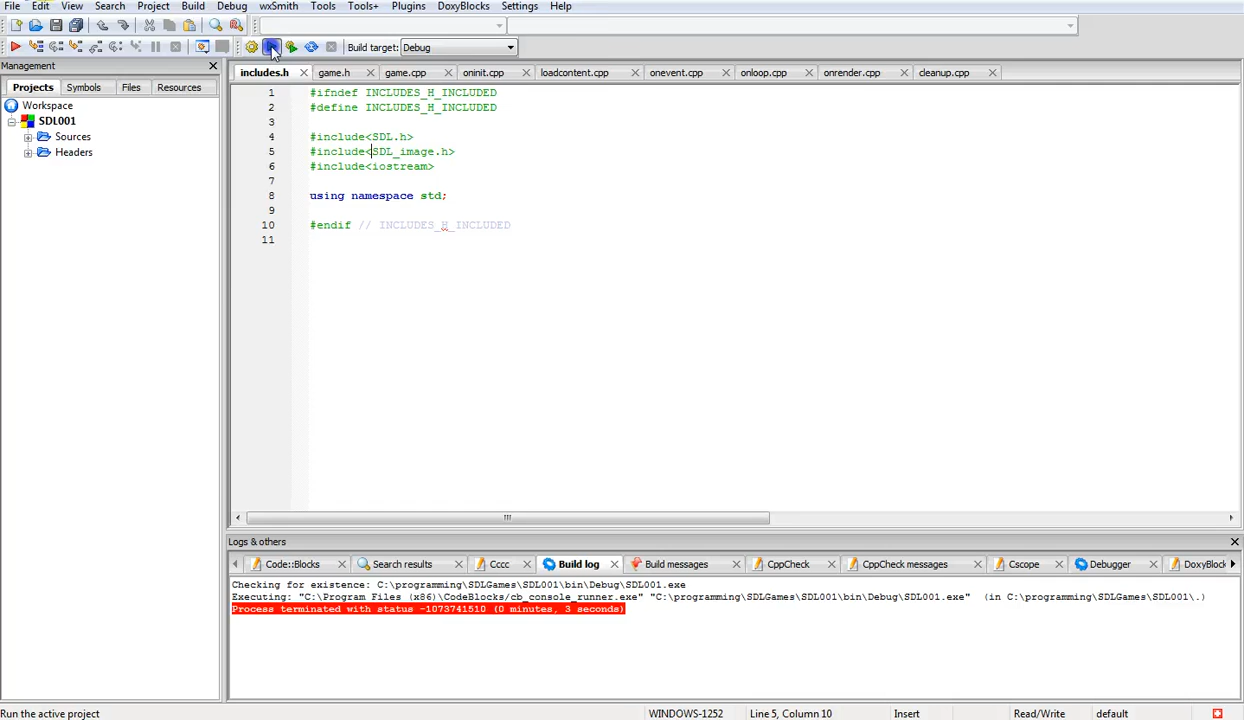 File Edit View Search Project Build Debug wxSmith Tools Tools+ Plugins DoxyBlocks Settings Help
Build target: Debug
Management
Projects Symbols Files Resources
Workspace
SDL001
Sources
Headers
includes.h game.h game.cpp oninit.cpp loadcontent.cpp onevent.cpp onloop.cpp onrender.cpp cleanup.cpp
1 #ifndef INCLUDES_H_INCLUDED
2 #define INCLUDES_H_INCLUDED
3
4 #include<SDL.h>
5 #include<SDL_image.h>
6 #include<iostream>
7
8 using namespace std;
9
10 #endif // INCLUDES_H_INCLUDED
11
Logs & others
Code::Blocks Search results Cccc Build log Build messages CppCheck CppCheck messages Cscope Debugger DoxyBlock
Checking for existence: C:\programming\SDLGames\SDL001\bin\Debug\SDL001.exe
Executing: "C:\Program Files (x86)\CodeBlocks/cb_console_runner.exe" "C:\programming\SDLGames\SDL001\bin\Debug\SDL001.exe"  (in C:\programming\SDLGames\SDL001\.)
Process terminated with status -1073741510 (0 minutes, 3 seconds)
Run the active project WINDOWS-1252 Line 5, Column 10 Insert Read/Write default